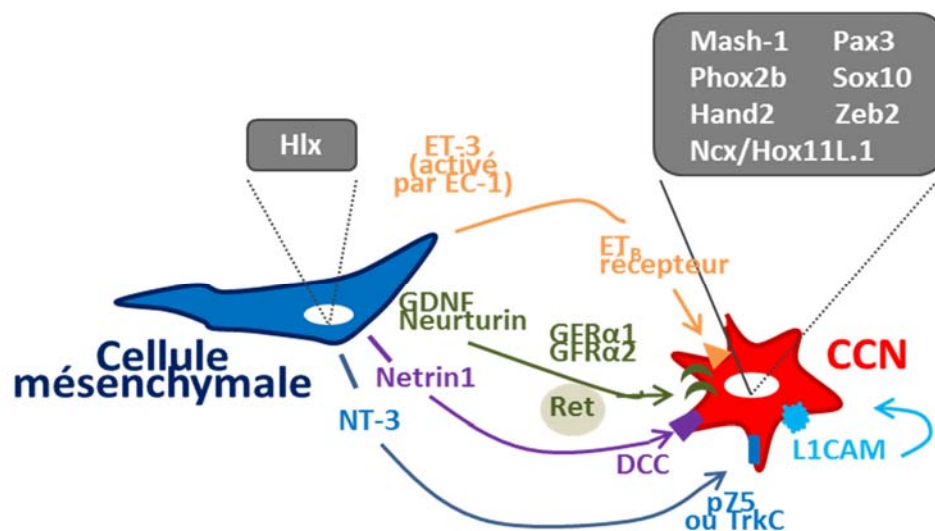 Mash-1 Pax3
Phox2b Sox10
Hand2 Zeb2
Ncx/Hox11L.1
Hlx
ET-3
(activé
par EC-1)
ET_B
récepteur
GDNF
Neurturin
GFRα1
GFRα2
Cellule
mésenchymale
CCN
Netrin1
Ret
NT-3
DCC
L1CAM
p75
ou TrkC